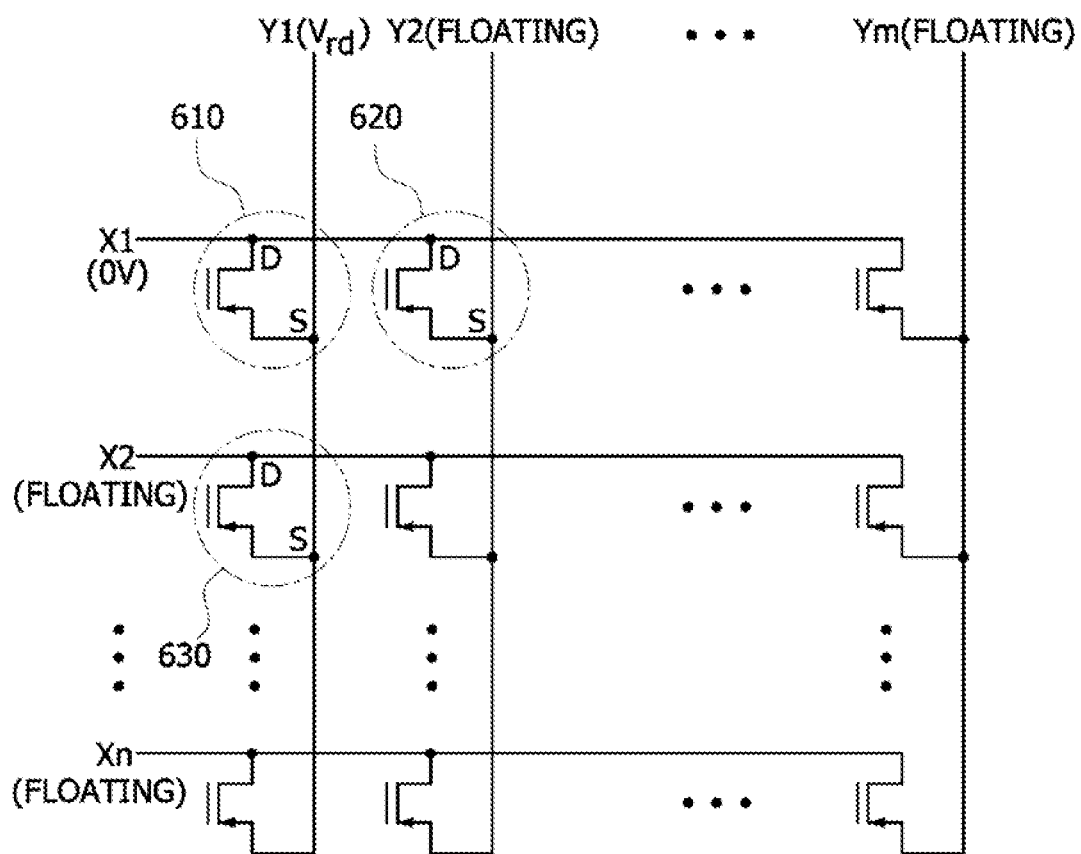 Y1(Vrd) Y2(FLOATING) • • • Ym(FLOATING)
610 620
X1
(0V)
D D
S S
X2
(FLOATING)
D
S
630
Xn
(FLOATING)